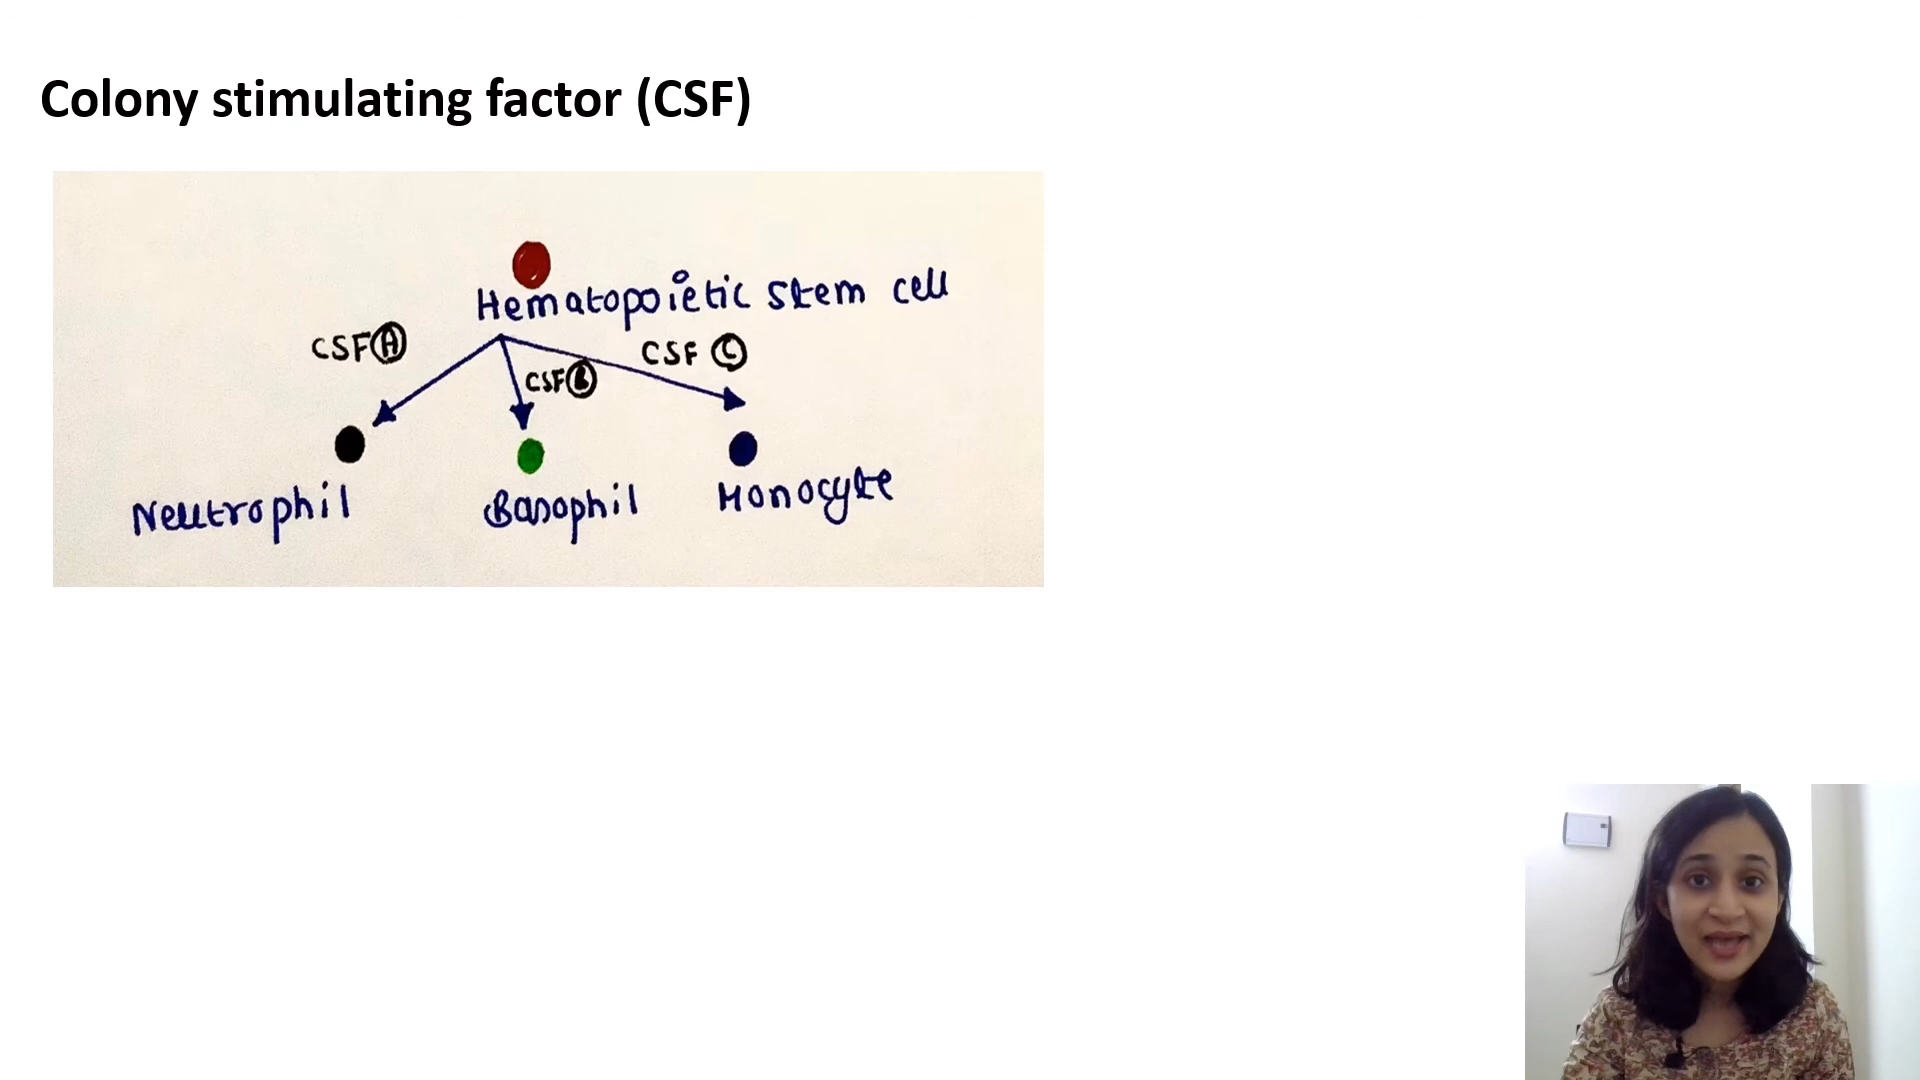 Colony stimulating factor (CSF)
Hematopoietic stem cell
CSF Ⓐ
CSF Ⓑ
CSF Ⓒ
Neutrophil
Basophil
Monocyte